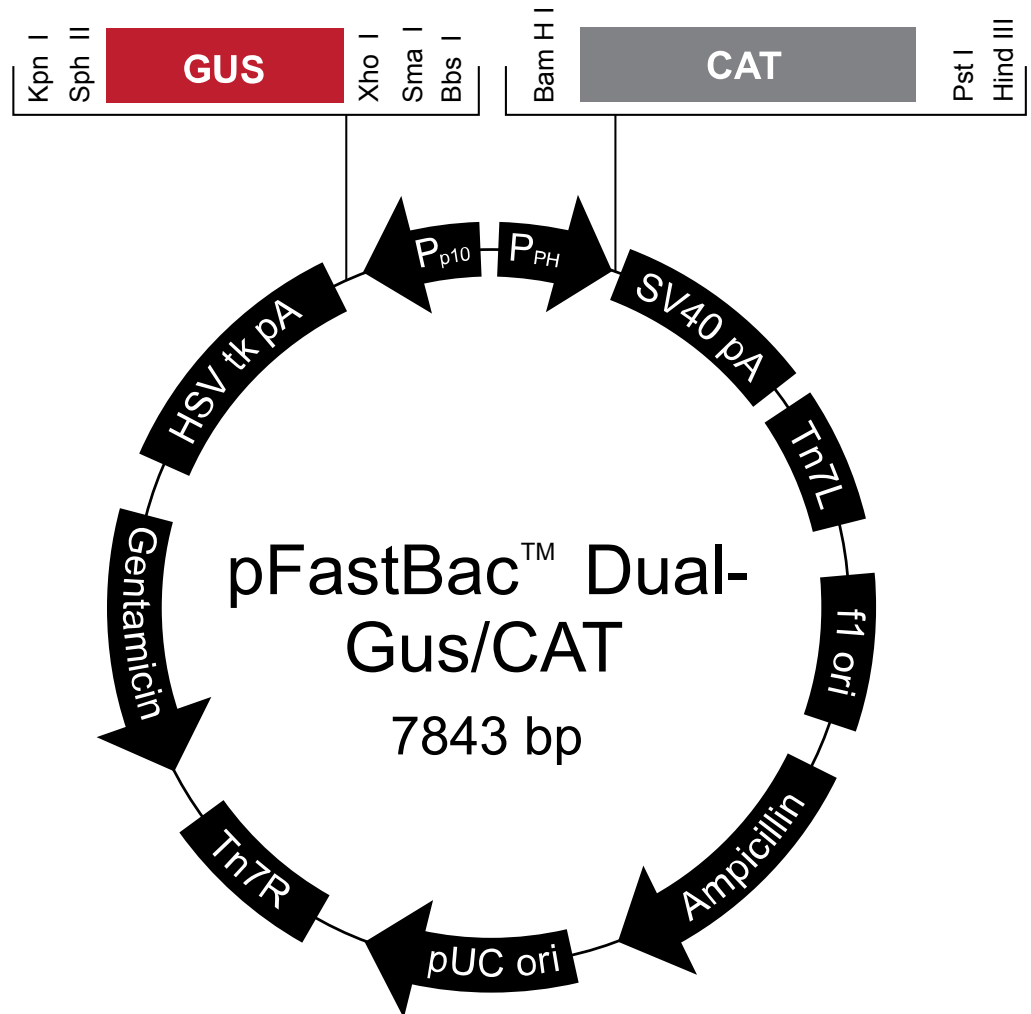 Kpn I
Sph II
GUS
Xho I
Sma I
Bbs I
Bam H I
CAT
Pst I
Hind III
Pp10
PPH
SV40 pA
Tn7L
f1 ori
Ampicillin
pUC ori
Tn7R
Gentamicin
HSV tk pA
pFastBac™ Dual-
Gus/CAT
7843 bp